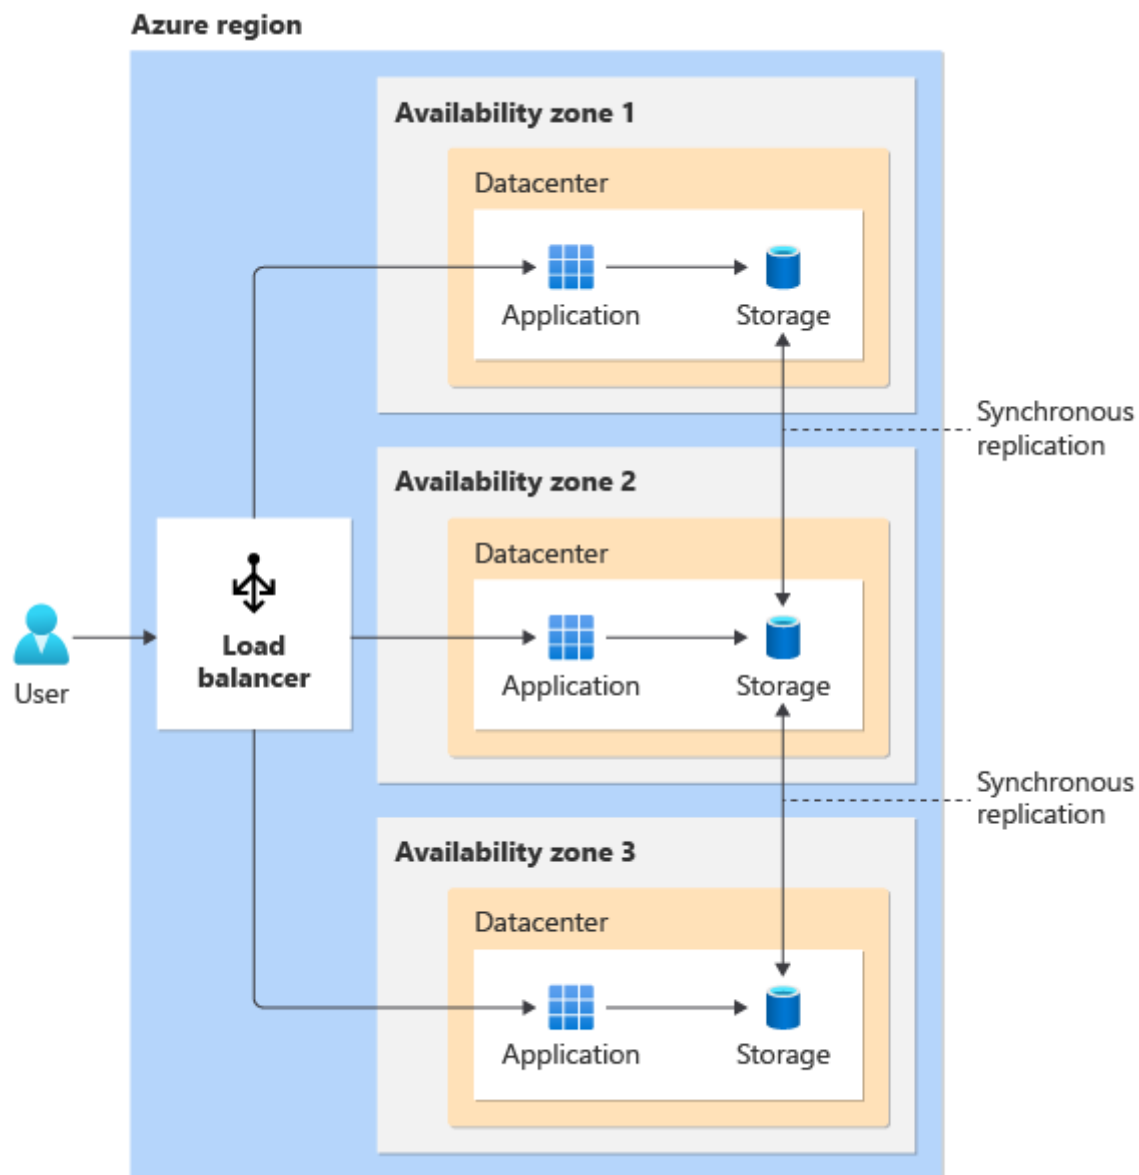 Azure region
Availability zone 1
Datacenter
Application
Storage
Synchronous
replication
Availability zone 2
Datacenter
Load
balancer
User
Application
Storage
Synchronous
replication
Availability zone 3
Datacenter
Application
Storage